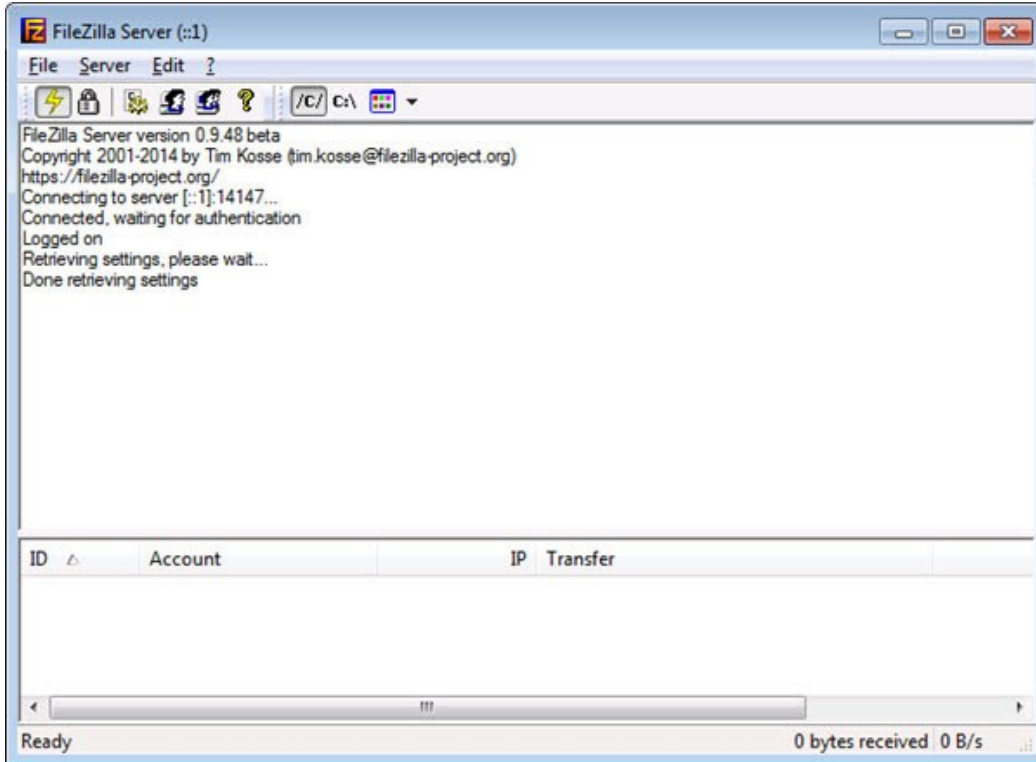 FileZilla Server (::1)
File Server Edit ?
/C/ C:\
FileZilla Server version 0.9.48 beta
Copyright 2001-2014 by Tim Kosse (tim.kosse@filezilla-project.org)
https://filezilla-project.org/
Connecting to server [::1]:14147...
Connected, waiting for authentication
Logged on
Retrieving settings, please wait...
Done retrieving settings
ID Account IP Transfer
Ready 0 bytes received 0 B/s